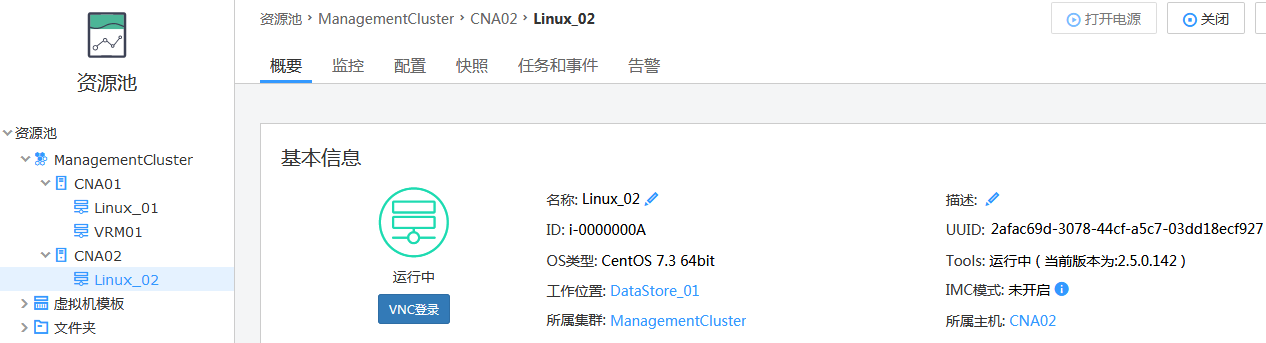 资源池
资源池
ManagementCluster
CNA01
Linux_01
VRM01
CNA02
Linux_02
虚拟机模板
文件夹
资源池 › ManagementCluster › CNA02 › Linux_02
打开电源 关闭
概要 监控 配置 快照 任务和事件 告警
基本信息
运行中
VNC登录
名称: Linux_02
ID: i-0000000A
OS类型: CentOS 7.3 64bit
工作位置: DataStore_01
所属集群: ManagementCluster
描述:
UUID: 2afac69d-3078-44cf-a5c7-03dd18ecf927
Tools: 运行中（当前版本为:2.5.0.142）
IMC模式: 未开启
所属主机: CNA02